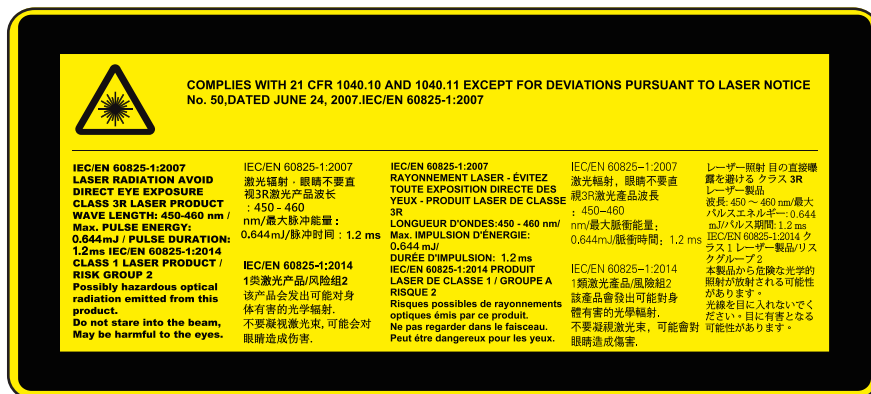 COMPLIES WITH 21 CFR 1040.10 AND 1040.11 EXCEPT FOR DEVIATIONS PURSUANT TO LASER NOTICE
No. 50,DATED JUNE 24, 2007.IEC/EN 60825-1:2007
IEC/EN 60825-1:2007
LASER RADIATION AVOID
DIRECT EYE EXPOSURE
CLASS 3R LASER PRODUCT
WAVE LENGTH: 450-460 nm /
Max. PULSE ENERGY:
0.644mJ / PULSE DURATION:
1.2ms IEC/EN 60825-1:2014
CLASS 1 LASER PRODUCT /
RISK GROUP 2
Possibly hazardous optical
radiation emitted from this
product.
Do not stare into the beam,
May be harmful to the eyes.
IEC/EN 60825-1:2007
激光辐射．眼睛不要直
视3R激光产品波长
: 450 - 460
nm/最大脉冲能量：
0.644mJ/脉冲时间：1.2 ms
IEC/EN 60825-1:2014
1类激光产品/风险组2
该产品会发出可能对身
体有害的光学辐射.
不要凝视激光束, 可能会对
眼睛造成伤害.
IEC/EN 60825-1:2007
RAYONNEMENT LASER - ÉVITEZ
TOUTE EXPOSITION DIRECTE DES
YEUX - PRODUIT LASER DE CLASSE
3R
LONGUEUR D'ONDES:450 - 460 nm/
Max. IMPULSION D'ÉNERGIE:
0.644 mJ/
DURÉE D'IMPULSION: 1.2 ms
IEC/EN 60825-1:2014 PRODUIT
LASER DE CLASSE 1 / GROUPE A
RISQUE 2
Risques possibles de rayonnements
optiques émis par ce produit.
Ne pas regarder dans le faisceau.
Peut étre dangereux pour les yeux.
IEC/EN 60825-1:2007
激光輻射，眼睛不要直
視3R激光產品波長
: 450-460
nm/最大脈衝能量:
0.644mJ/脈衝時間：1.2 ms
IEC/EN 60825-1:2014
1類激光產品/風險組2
該產品會發出可能對身
體有害的光學輻射.
不要凝視激光束，可能會對
眼睛造成傷害.
レーザー照射 目の直接曝
露を避ける クラス 3R
レーザー製品
波長: 450 ～ 460 nm/最大
パルスエネルギー: 0.644
mJ/パルス期間: 1.2 ms
IEC/EN 60825-1:2014 ク
ラス 1 レーザー製品/リス
クグループ 2
本製品から危険な光学的
照射が放射される可能性
があります。
光線を目に入れないでく
ださい。目に有害となる
可能性があります。